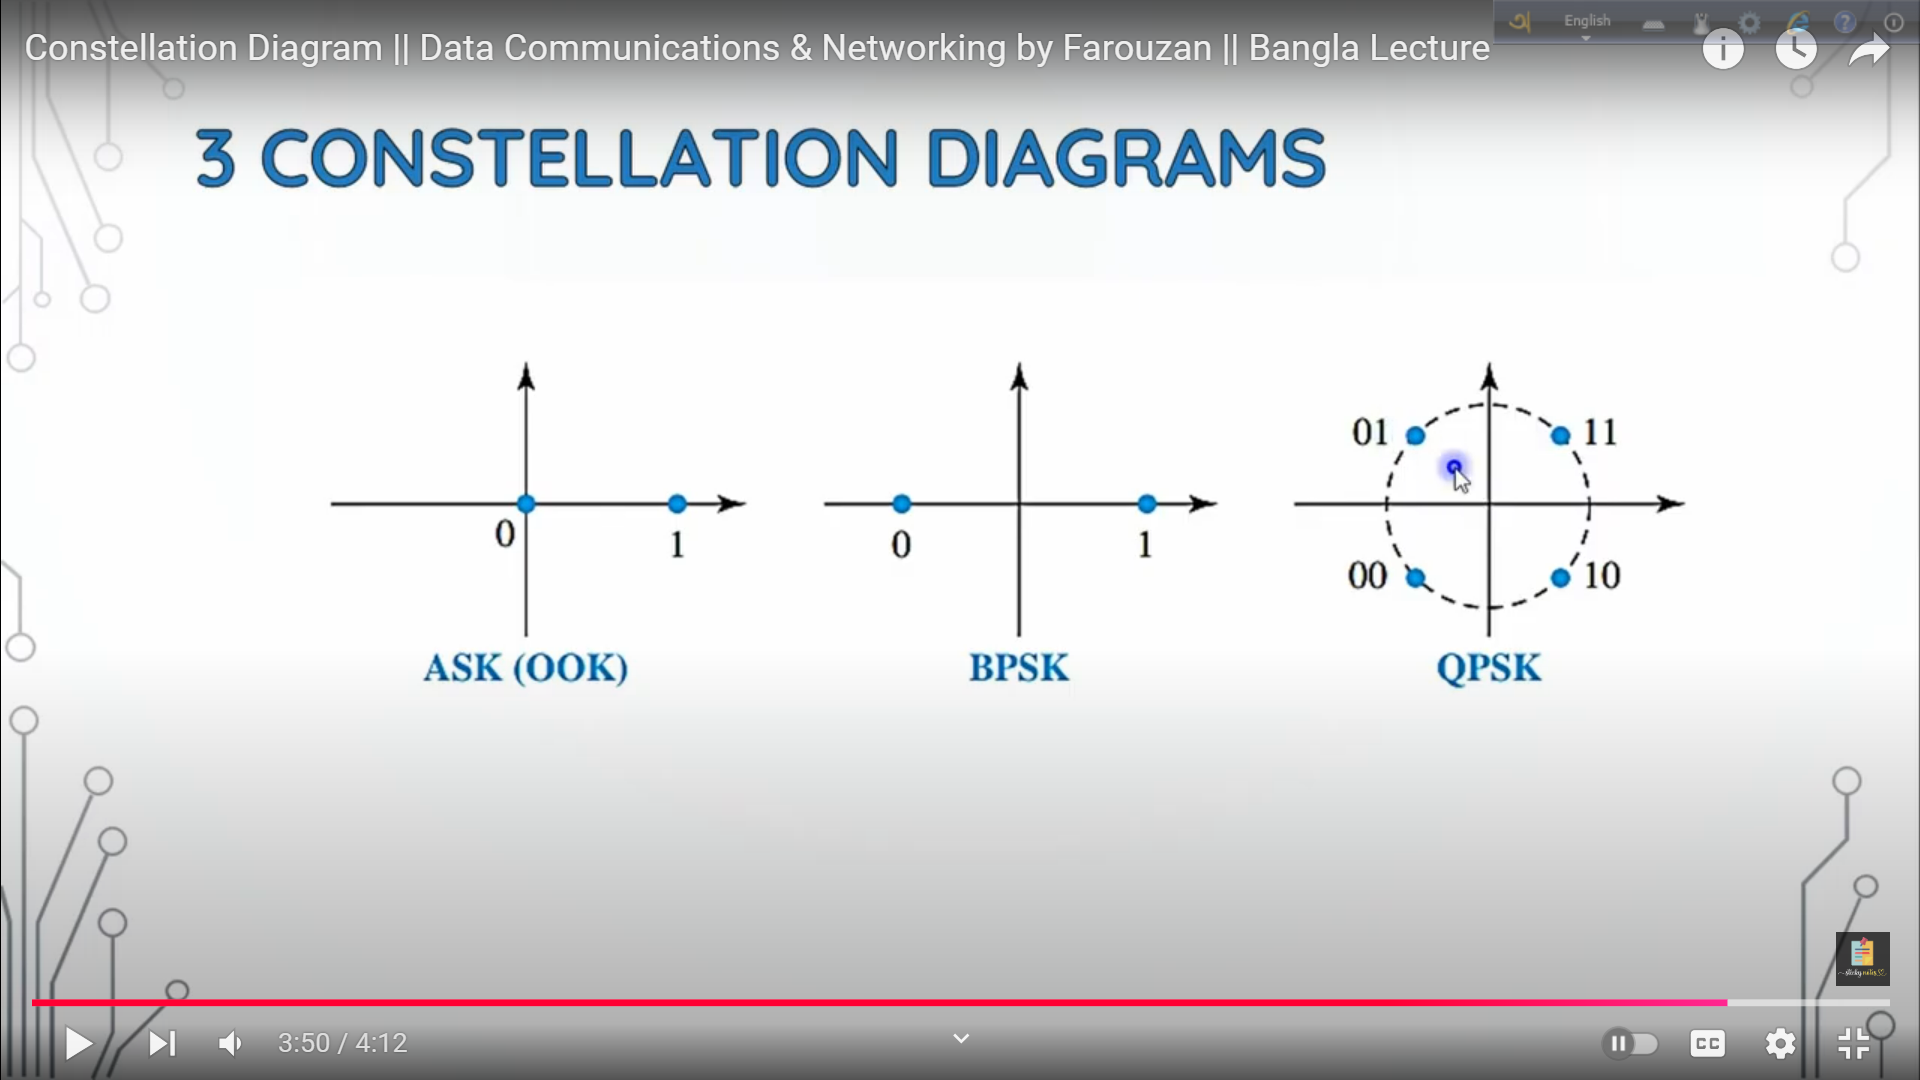 অ English
Constellation Diagram || Data Communications & Networking by Farouzan || Bangla Lecture
3 CONSTELLATION DIAGRAMS
01 11
0 1 0 1 00 10
ASK (OOK) BPSK QPSK
3:50 / 4:12 CC